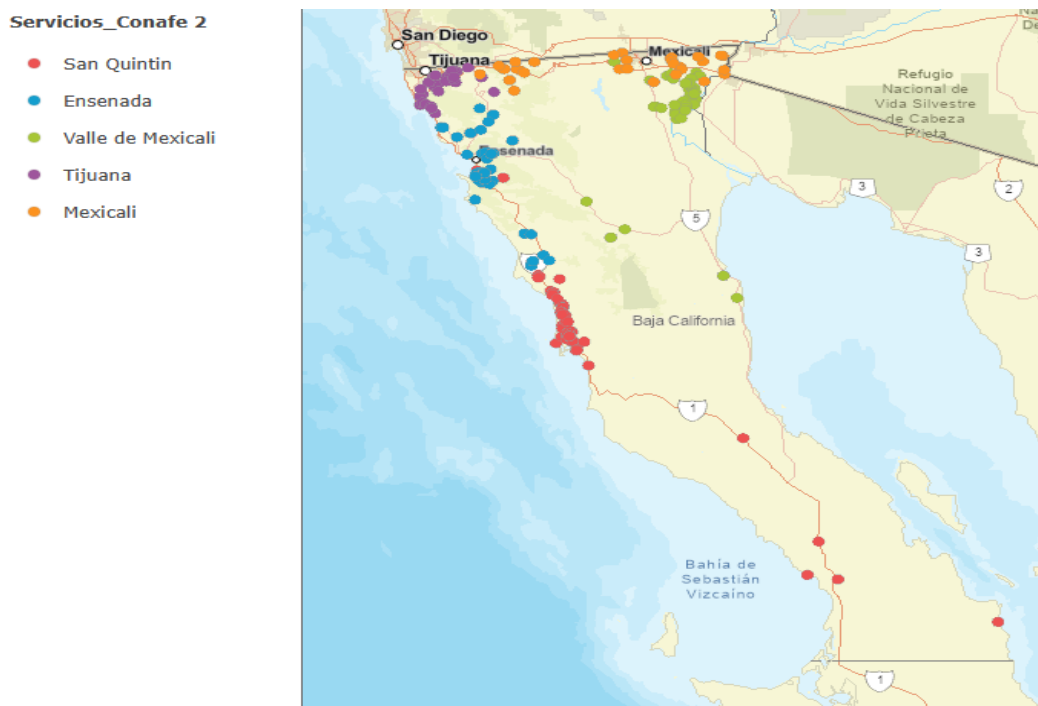 Servicios_Conafe 2
San Quintin
Ensenada
Valle de Mexicali
Tijuana
Mexicali
San Diego
Tijuana
Mexicali
Refugio
Nacional de
Vida Silvestre
de Cabeza
Prieta
Ensenada
3
2
5
3
Baja California
1
Bahía de
Sebastián
Vizcaíno
1